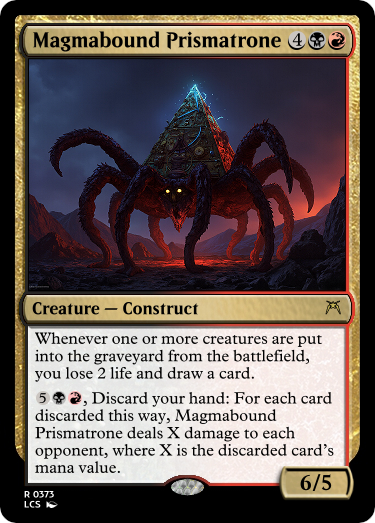 Magmabound Prismatrone 4
Creature — Construct
Whenever one or more creatures are put
into the graveyard from the battlefield,
you lose 2 life and draw a card.
5, Discard your hand: For each card
discarded this way, Magmabound
Prismatrone deals X damage to each
opponent, where X is the discarded card's
mana value.
6/5
R 0373
LCS